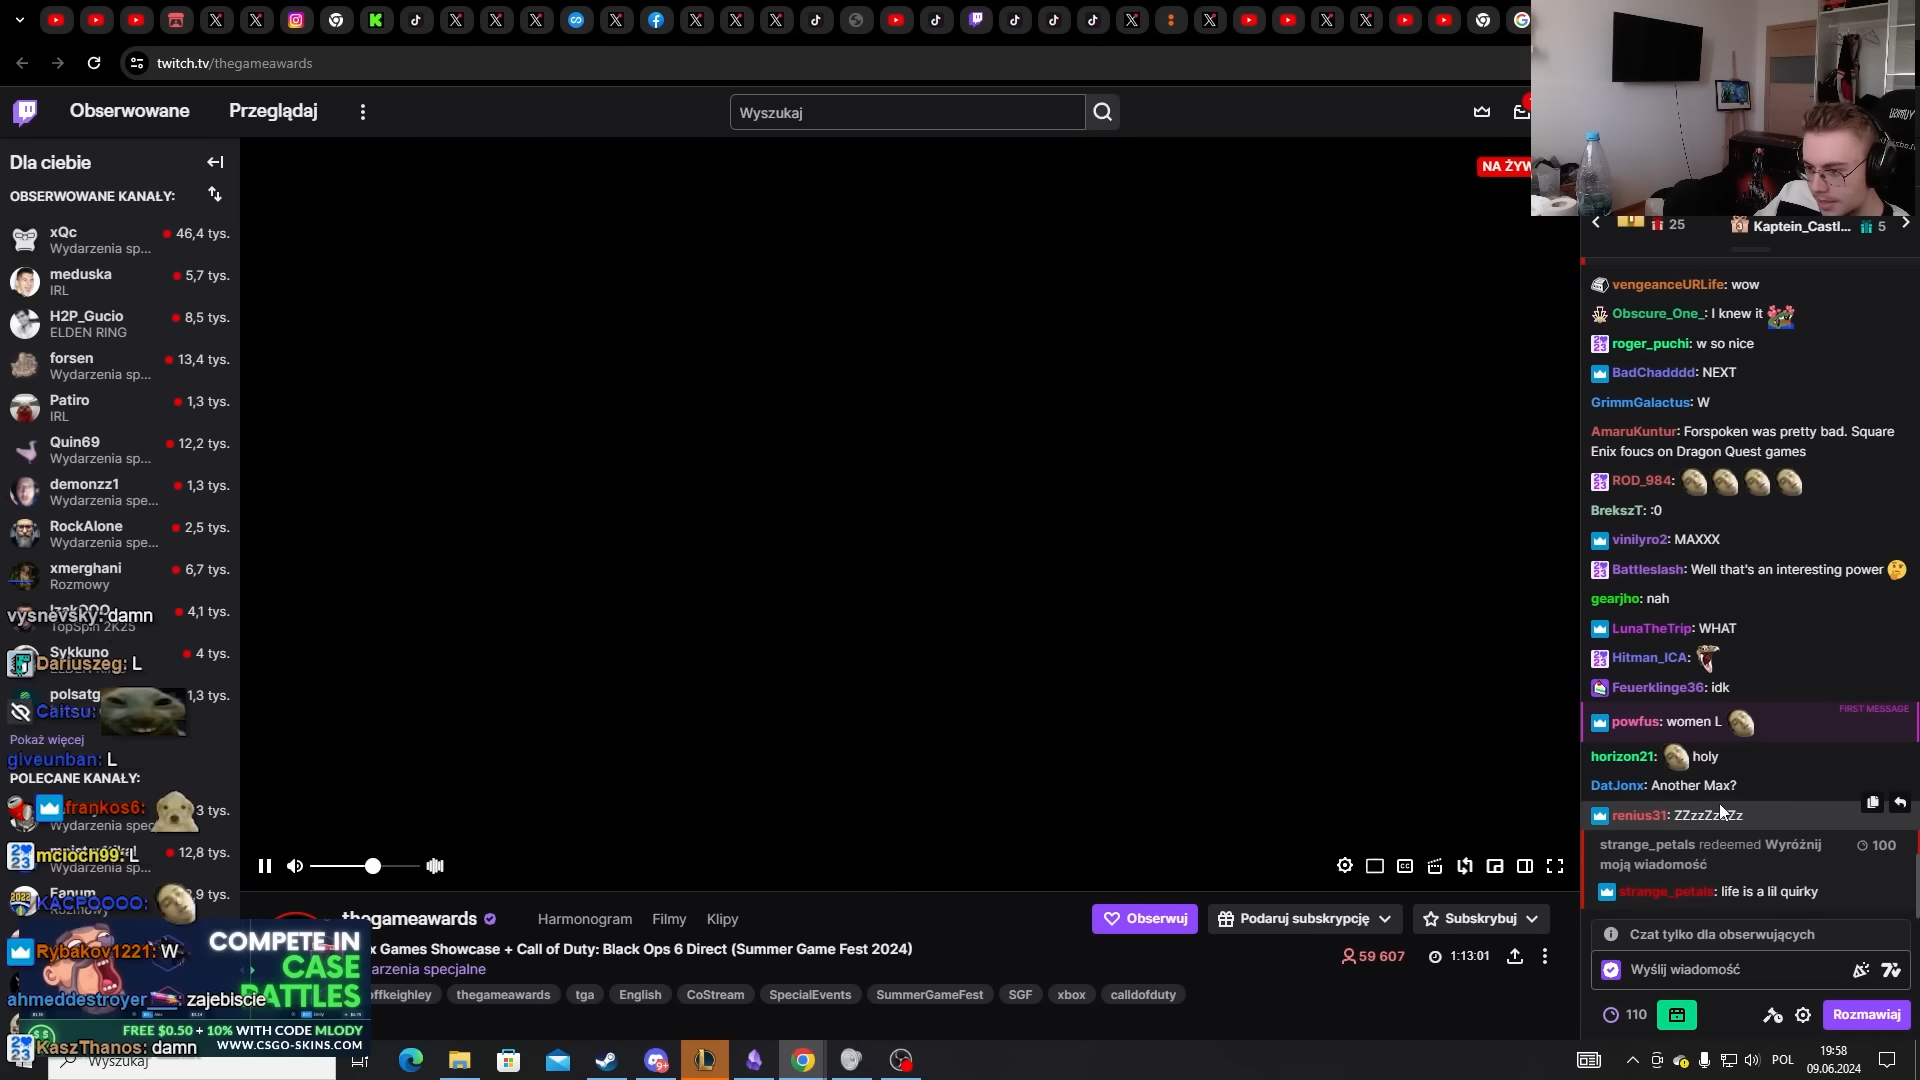 twitch.tv/thegameawards
Obserwowane
Przeglądaj
Wyszukaj
Dla ciebie
OBSERWOWANE KANAŁY:
xQc
46,4 tys.
Wydarzenia sp...
meduska
5,7 tys.
IRL
H2P_Gucio
8,5 tys.
ELDEN RING
forsen
13,4 tys.
Wydarzenia sp...
Patiro
1,3 tys.
IRL
Quin69
12,2 tys.
Wydarzenia sp...
demonzz1
1,3 tys.
Wydarzenia spe...
RockAlone
2,5 tys.
Wydarzenia spe...
xmerghani
6,7 tys.
Rozmowy
4,1 tys.
vysnevsky: damn
TopSpin 2K25
Sykkuno
4 tys.
Dariuszeg: L
polsatg
1,3 tys.
Caitsu:
Pokaż więcej
giveunban: L
POLECANE KANAŁY:
frankos6:
3 tys.
mcioch99: L
12,8 tys.
Fanum
,9 tys.
KACPOOOO:
Rybakov1221: W
ahmeddestroyer
: zajebiscie
KaszThanos: damn
COMPETE IN
CASE
BATTLES
FREE $0.50 + 10% WITH CODE MLODY
WWW.CSGO-SKINS.COM
Wyszukaj
NA ŻYW
thegameawards
Harmonogram
Filmy
Klipy
Obserwuj
Podaruj subskrypcję
Subskrybuj
x Games Showcase + Call of Duty: Black Ops 6 Direct (Summer Game Fest 2024)
59 607
1:13:01
arzenia specjalne
offkeighley
thegameawards
tga
English
CoStream
SpecialEvents
SummerGameFest
SGF
xbox
callofduty
25
Kaptein_Castl...
5
vengeanceURLife: wow
Obscure_One_: I knew it
roger_puchi: w so nice
BadChadddd: NEXT
GrimmGalactus: W
AmaruKuntur: Forspoken was pretty bad. Square
Enix foucs on Dragon Quest games
ROD_984:
BrekszT: :0
vinilyro2: MAXXX
Battleslash: Well that's an interesting power
gearjho: nah
LunaTheTrip: WHAT
Hitman_ICA:
Feuerklinge36: idk
FIRST MESSAGE
powfus: women L
horizon21: holy
DatJonx: Another Max?
renius31:
strange_petals redeemed Wyróżnij
moją wiadomość
100
strange_petals: life is a lil quirky
Czat tylko dla obserwujących
Wyślij wiadomość
110
Rozmawiaj
POL
19:58
09.06.2024